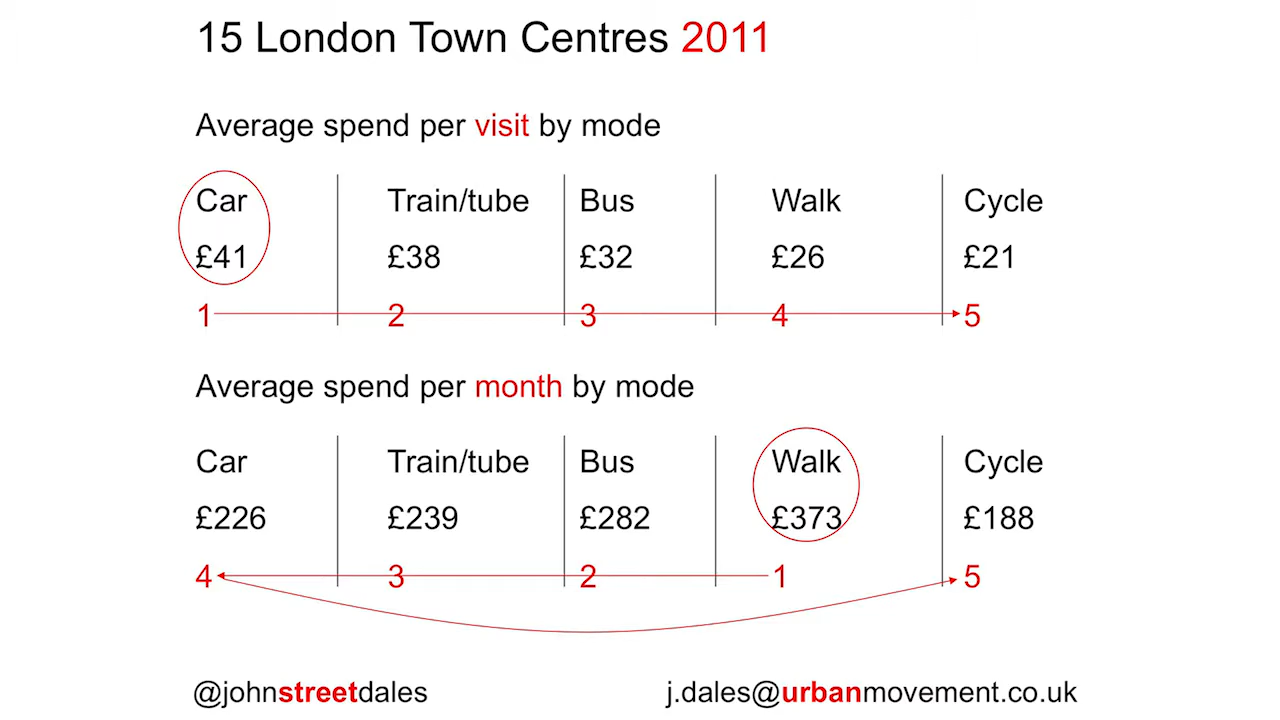 15 London Town Centres 2011
Average spend per visit by mode
Car Train/tube Bus Walk Cycle
£41 £38 £32 £26 £21
1 2 3 4 5
Average spend per month by mode
Car Train/tube Bus Walk Cycle
£226 £239 £282 £373 £188
4 3 2 1 5
@johnstreetdales j.dales@urbanmovement.co.uk